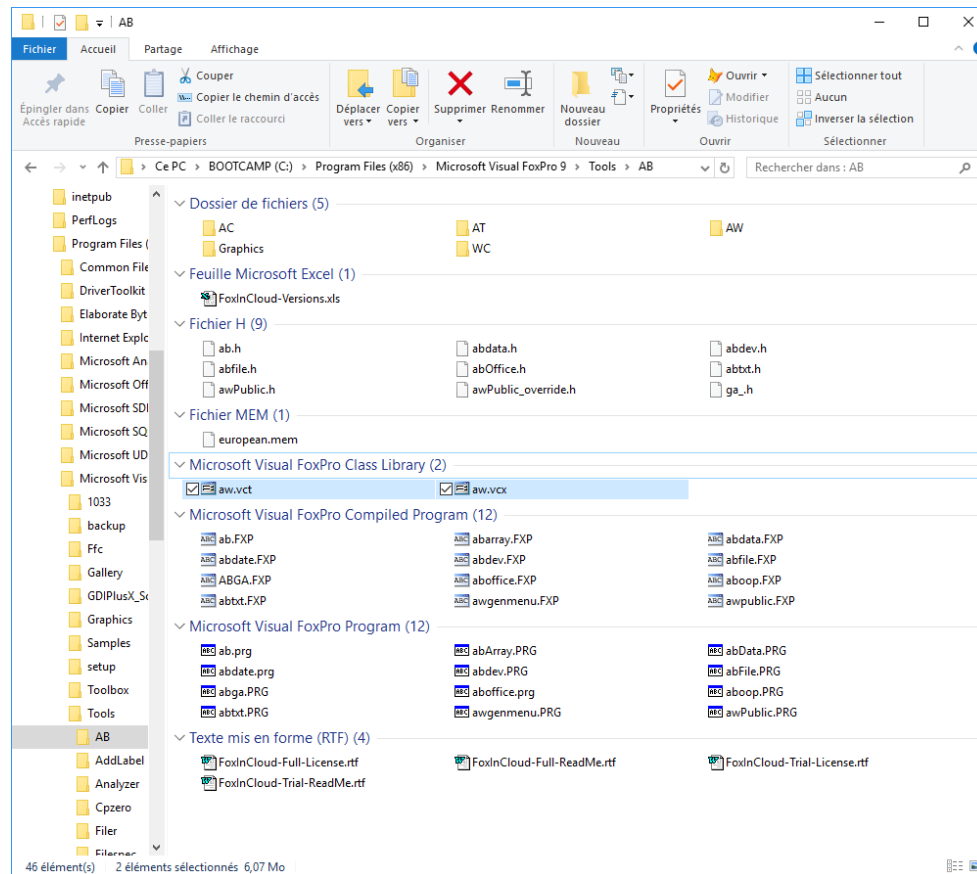 AB
Fichier Accueil Partage Affichage
Épingler dans Accès rapide
Copier
Coller
Couper
Copier le chemin d'accès
Coller le raccourci
Presse-papiers
Déplacer vers
Copier vers
Supprimer
Renommer
Organiser
Nouveau dossier
Nouveau
Propriétés
Ouvrir
Modifier
Historique
Ouvrir
Sélectionner tout
Aucun
Inverser la sélection
Sélectionner
Ce PC > BOOTCAMP (C:) > Program Files (x86) > Microsoft Visual FoxPro 9 > Tools > AB
Rechercher dans : AB
inetpub
PerfLogs
Program Files (
Common File
DriverToolkit
Elaborate Byt
Internet Explo
Microsoft An
Microsoft Off
Microsoft SDI
Microsoft SQ
Microsoft UD
Microsoft Vis
1033
backup
Ffc
Gallery
GDIPlusX_So
Graphics
Samples
setup
Toolbox
Tools
AB
AddLabel
Analyzer
Cpzero
Filer
Filespec
Dossier de fichiers (5)
AC AT AW
Graphics WC
Feuille Microsoft Excel (1)
FoxInCloud-Versions.xls
Fichier H (9)
ab.h abdata.h abdev.h
abfile.h abOffice.h abtxt.h
awPublic.h awPublic_override.h ga_.h
Fichier MEM (1)
european.mem
Microsoft Visual FoxPro Class Library (2)
aw.vct aw.vcx
Microsoft Visual FoxPro Compiled Program (12)
ab.FXP abarray.FXP abdata.FXP
abdate.FXP abdev.FXP abfile.FXP
ABGA.FXP aboffice.FXP aboop.FXP
abtxt.FXP awgenmenu.FXP awpublic.FXP
Microsoft Visual FoxPro Program (12)
ab.prg abArray.PRG abData.PRG
abdate.prg abdev.PRG abFile.PRG
abga.PRG aboffice.prg aboop.PRG
abtxt.PRG awgenmenu.PRG awPublic.PRG
Texte mis en forme (RTF) (4)
FoxInCloud-Full-License.rtf FoxInCloud-Full-ReadMe.rtf FoxInCloud-Trial-License.rtf
FoxInCloud-Trial-ReadMe.rtf
46 élément(s) 2 éléments sélectionnés 6,07 Mo